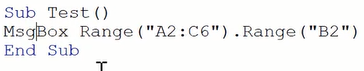 Sub Test()
MsgBox Range("A2:C6").Range("B2")
End Sub